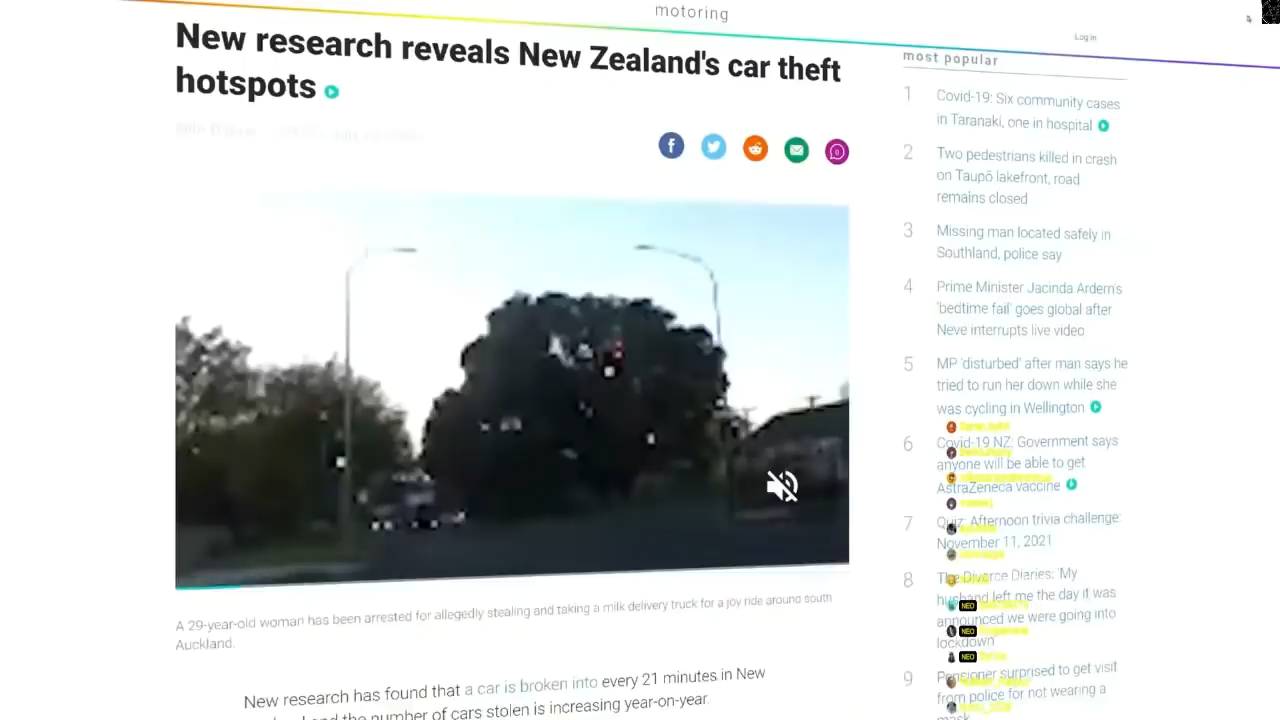 motoring
Log in
New research reveals New Zealand's car theft
hotspots
most popular
1 Covid-19: Six community cases
in Taranaki, one in hospital
2 Two pedestrians killed in crash
on Taupō lakefront, road
remains closed
3 Missing man located safely in
Southland, police say
4 Prime Minister Jacinda Ardern's
'bedtime fail' goes global after
Neve interrupts live video
5 MP 'disturbed' after man says he
tried to run her down while she
was cycling in Wellington
6 Covid-19 NZ: Government says
anyone will be able to get
AstraZeneca vaccine
7 Quiz: Afternoon trivia challenge:
November 11, 2021
8 The Divorce Diaries: 'My
husband left me the day it was
NEO
announced we were going into
NEO
lockdown'
NEO
9 Pensioner surprised to get visit
from police for not wearing a
mask
A 29-year-old woman has been arrested for allegedly stealing and taking a milk delivery truck for a joy ride around south
Auckland.
New research has found that a car is broken into every 21 minutes in New
and the number of cars stolen is increasing year-on-year.